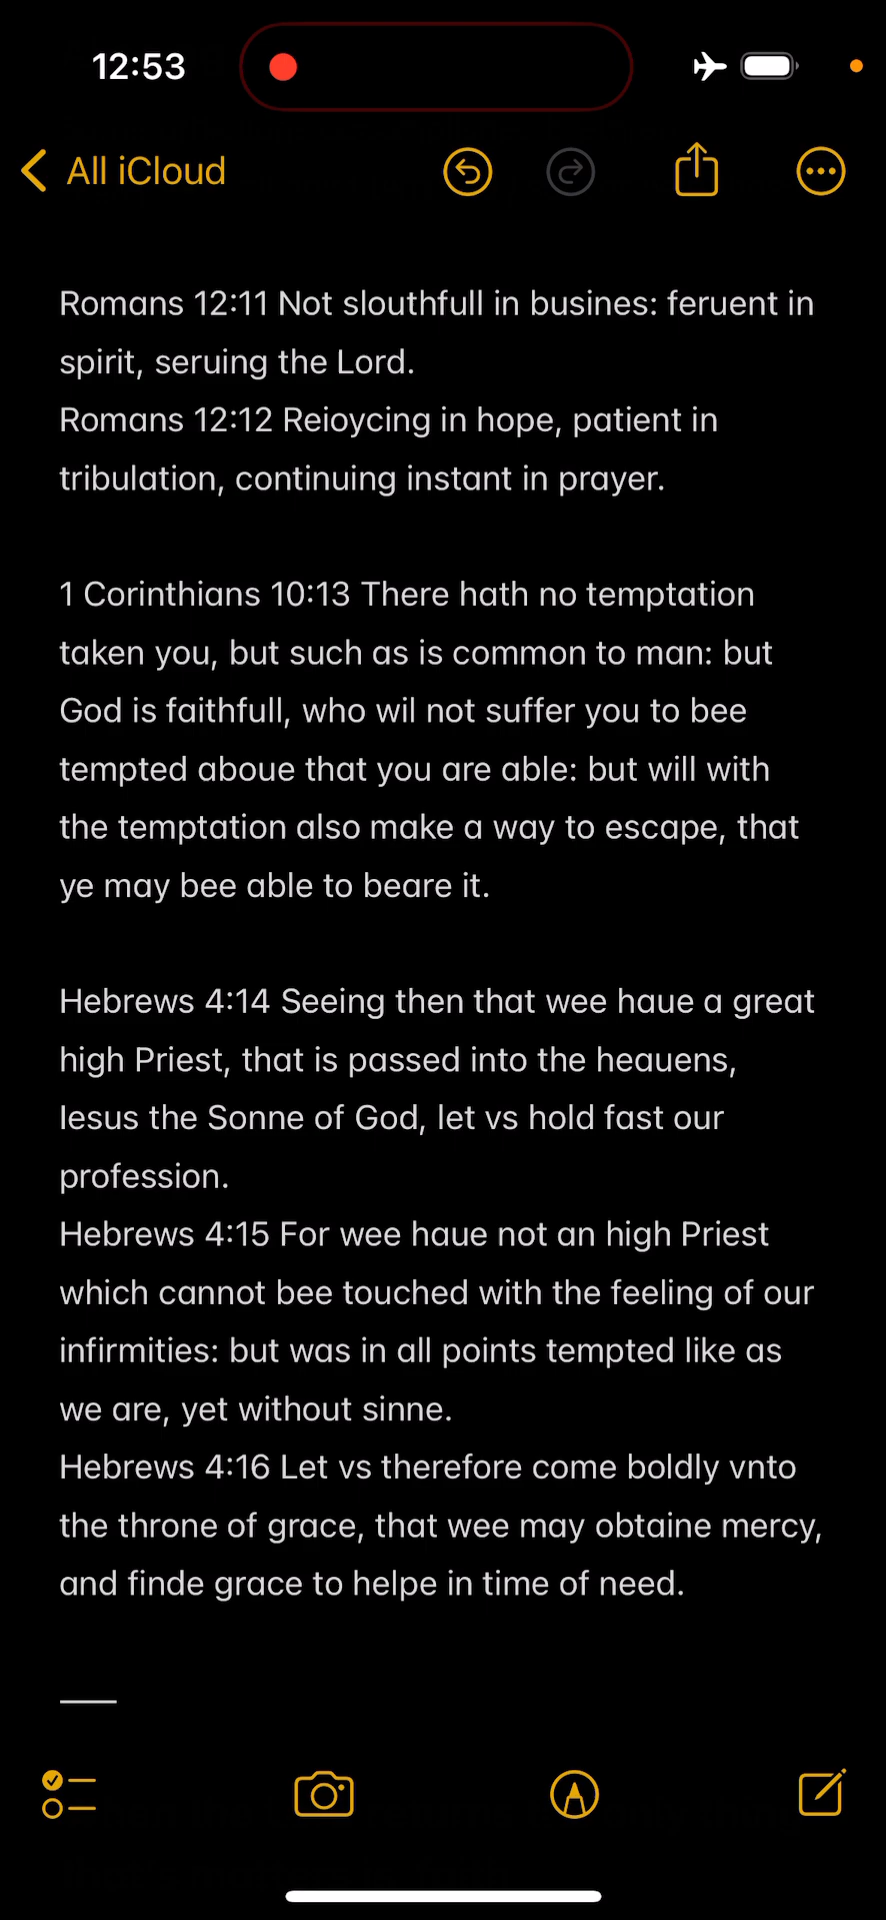 12:53
All iCloud
Romans 12:11 Not slouthfull in busines: feruent in
spirit, seruing the Lord.
Romans 12:12 Reioycing in hope, patient in
tribulation, continuing instant in prayer.
1 Corinthians 10:13 There hath no temptation
taken you, but such as is common to man: but
God is faithfull, who wil not suffer you to bee
tempted aboue that you are able: but will with
the temptation also make a way to escape, that
ye may bee able to beare it.
Hebrews 4:14 Seeing then that wee haue a great
high Priest, that is passed into the heauens,
Iesus the Sonne of God, let vs hold fast our
profession.
Hebrews 4:15 For wee haue not an high Priest
which cannot bee touched with the feeling of our
infirmities: but was in all points tempted like as
we are, yet without sinne.
Hebrews 4:16 Let vs therefore come boldly vnto
the throne of grace, that wee may obtaine mercy,
and finde grace to helpe in time of need.